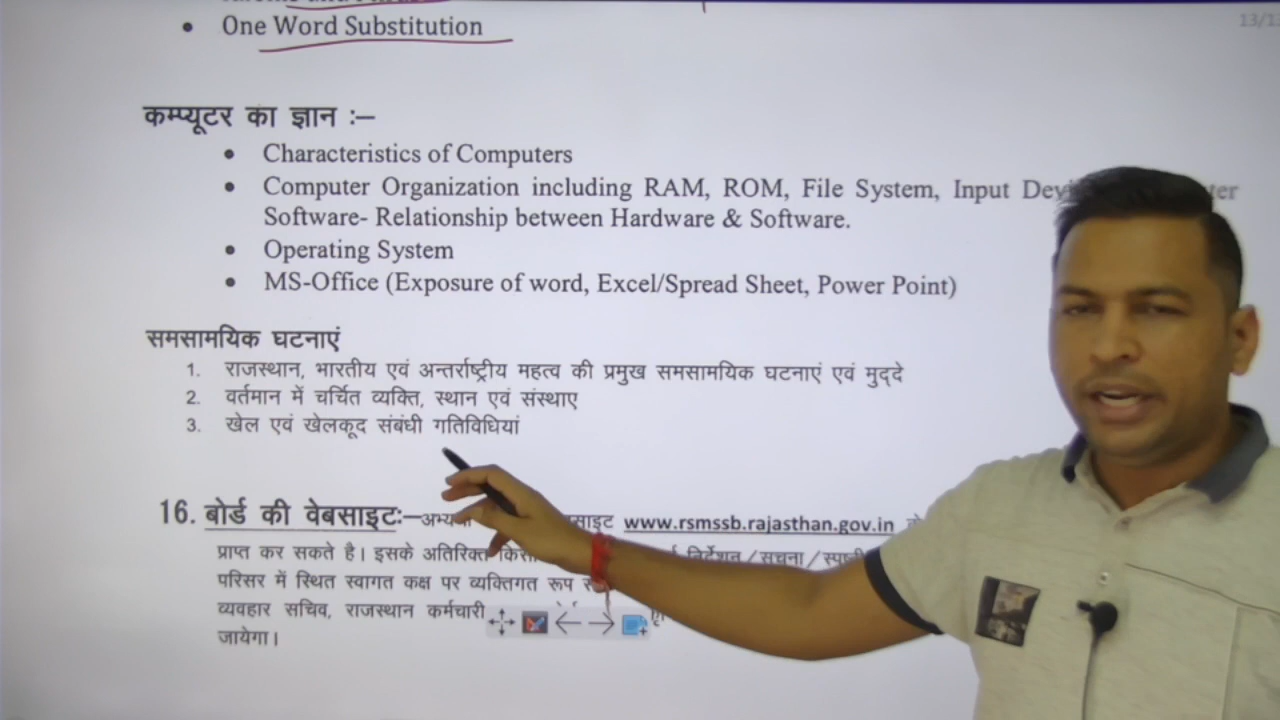 13/1
One Word Substitution
कम्प्यूटर का ज्ञान :–
Characteristics of Computers
Computer Organization including RAM, ROM, File System, Input
Software- Relationship between Hardware & Software.
Operating System
MS-Office (Exposure of word, Excel/Spread Sheet, Power Point)
समसामयिक घटनाएं
1. राजस्थान, भारतीय एवं अन्तर्राष्ट्रीय महत्व की प्रमुख समसामयिक घटनाएं एवं मुद्दे
2. वर्तमान में चर्चित व्यक्ति, स्थान एवं संस्थाए
3. खेल एवं खेलकूद संबंधी गतिविधियां
16. बोर्ड की वेबसाइटः– www.rsmssb.rajasthan.gov.in
प्राप्त कर सकते है। इसके अतिरिक्त
परिसर में स्थित स्वागत कक्ष पर व्यक्तिगत रूप
व्यवहार सचिव, राजस्थान कर्मचारी
जायेगा।